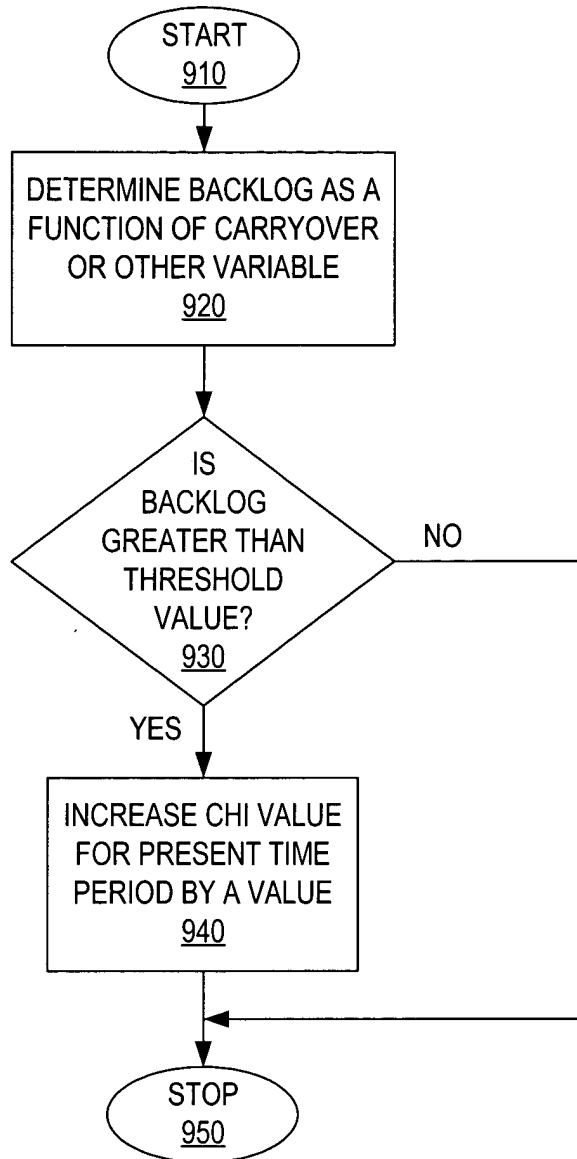 START
910
DETERMINE BACKLOG AS A
FUNCTION OF CARRYOVER
OR OTHER VARIABLE
920
IS
BACKLOG
GREATER THAN
THRESHOLD
VALUE?
930
NO
YES
INCREASE CHI VALUE
FOR PRESENT TIME
PERIOD BY A VALUE
940
STOP
950